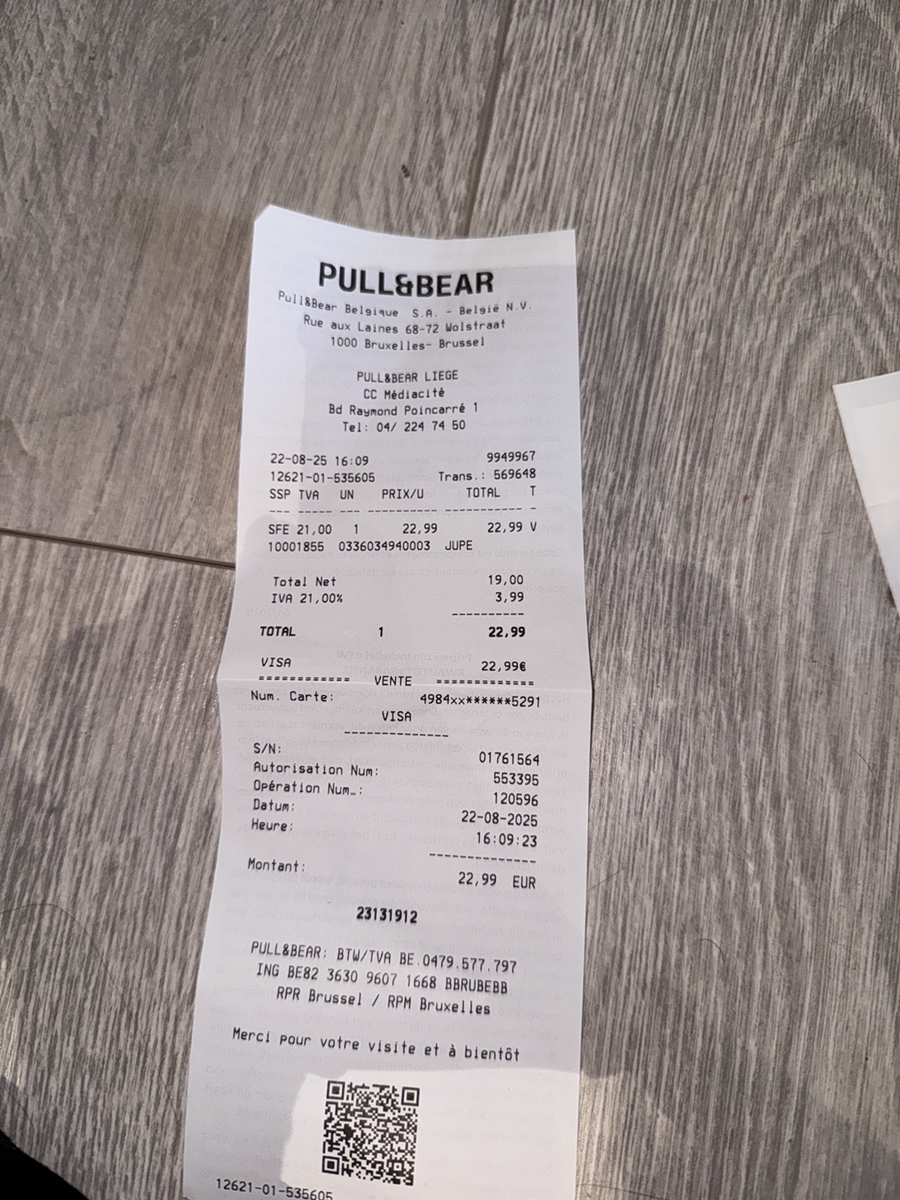 PULL&BEAR
Pull&Bear Belgique S.A. - België N.V.
Rue aux Laines 68-72 Wolstraat
1000 Bruxelles- Brussel
PULL&BEAR LIEGE
CC Médiacité
Bd Raymond Poincarré 1
Tel: 04/ 224 74 50
22-08-25 16:09 9949967
12621-01-535605 Trans.: 569648
SSP TVA UN PRIX/U TOTAL T
--- ----- --- ---------- ----------- -
SFE 21,00 1 22,99 22,99 V
10001855 0336034940003 JUPE
Total Net 19,00
IVA 21,00% 3,99
----------
TOTAL 1 22,99
VISA 22,99€
============ VENTE =============
Num. Carte: 4984xx******5291
VISA
--------------
S/N: 01761564
Autorisation Num: 553395
Opération Num.: 120596
Datum: 22-08-2025
Heure: 16:09:23
--------------
Montant: 22,99 EUR
23131912
PULL&BEAR: BTW/TVA BE.0479.577.797
ING BE82 3630 9607 1668 BBRUBEBB
RPR Brussel / RPM Bruxelles
Merci pour votre visite et à bientôt
12621-01-535605